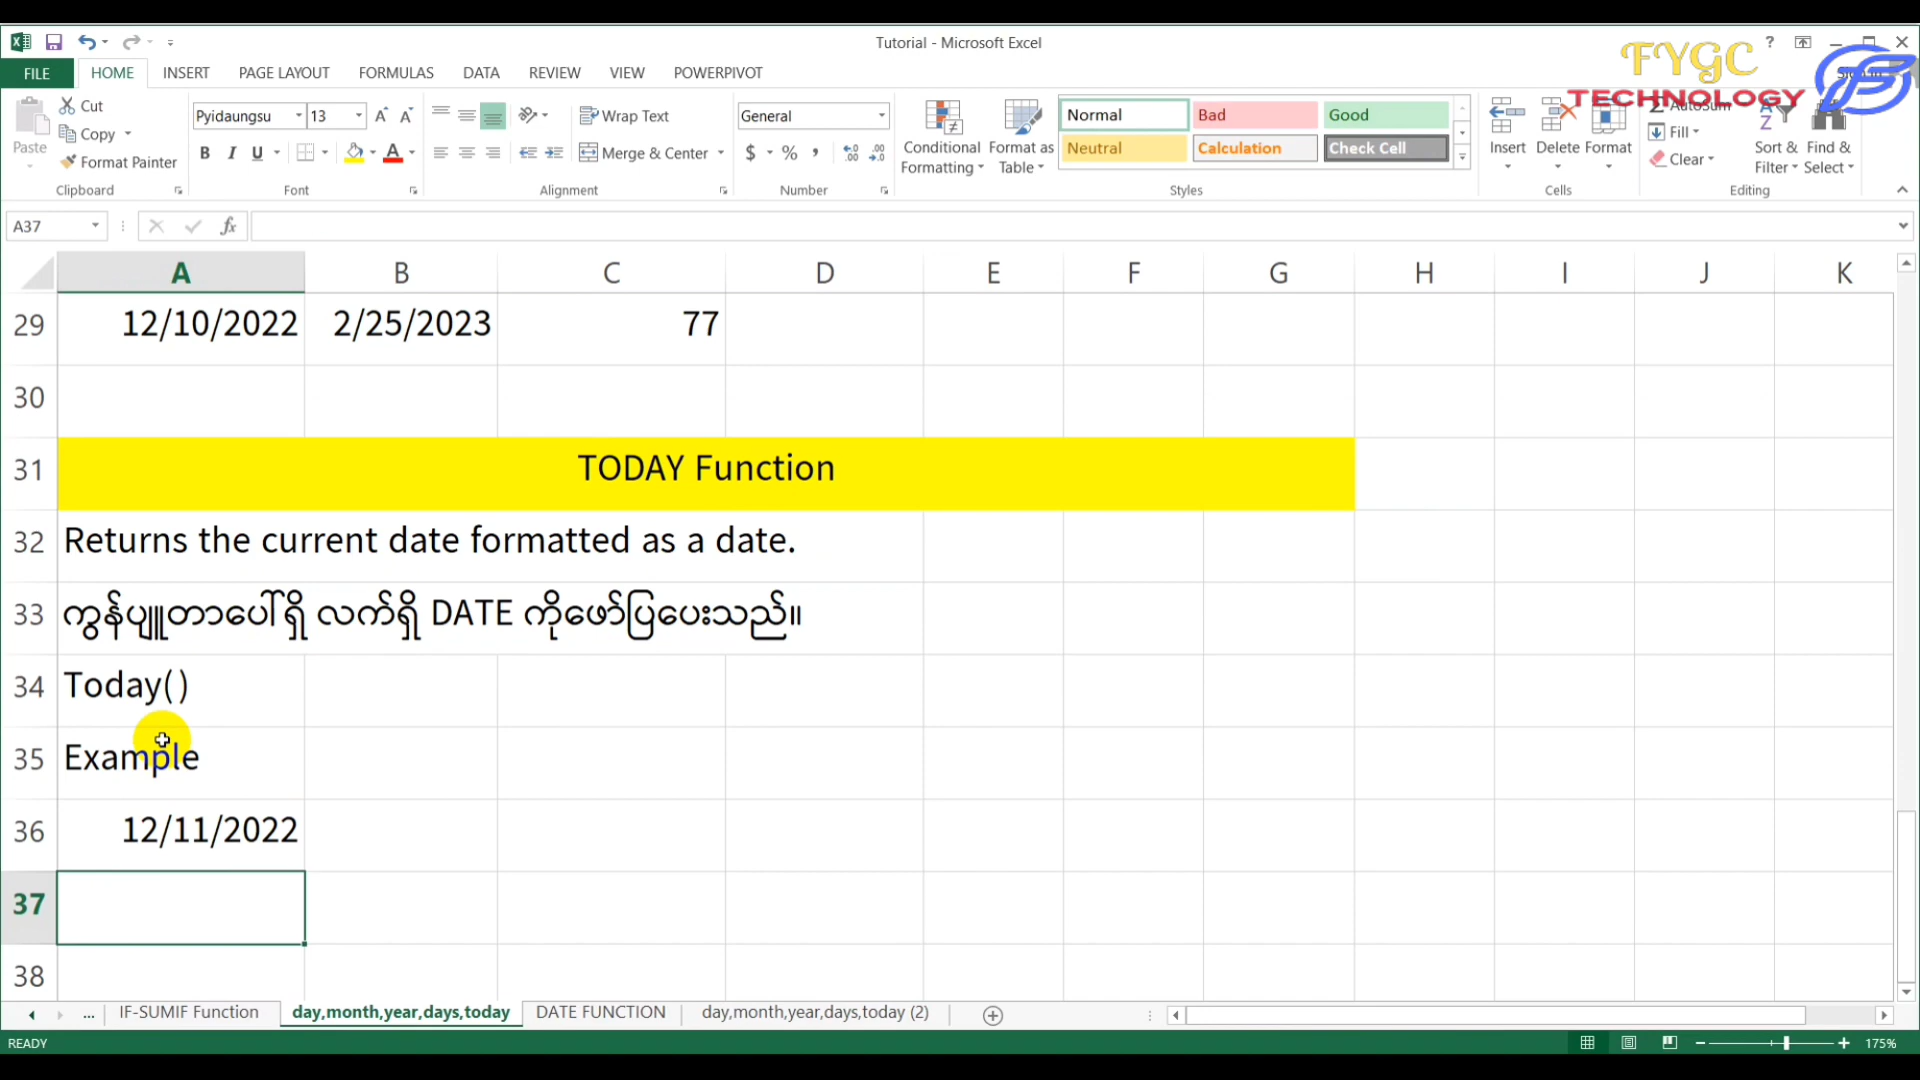 Tutorial - Microsoft Excel
?
FYGC
TECHNOLOGY
FILE HOME INSERT PAGE LAYOUT FORMULAS DATA REVIEW VIEW POWERPIVOT
Paste
Cut
Copy
Format Painter
Clipboard
Pyidaungsu 13
B I U
Font
Wrap Text
Merge & Center
Alignment
General
$ % ,
Number
Conditional Formatting
Format as Table
Normal Bad Good
Neutral Calculation Check Cell
Styles
Insert Delete Format
Cells
AutoSum
Fill
Clear
Sort & Filter
Find & Select
Editing
A37
fx
A B C D E F G H I J K
29 12/10/2022 2/25/2023 77
30
31 TODAY Function
32 Returns the current date formatted as a date.
33 ကွန်ပျူတာပေါ်ရှိ လက်ရှိ DATE ကိုဖော်ပြပေးသည်။
34 Today()
35 Example
36 12/11/2022
37
38
... IF-SUMIF Function day,month,year,days,today DATE FUNCTION day,month,year,days,today (2)
READY 175%